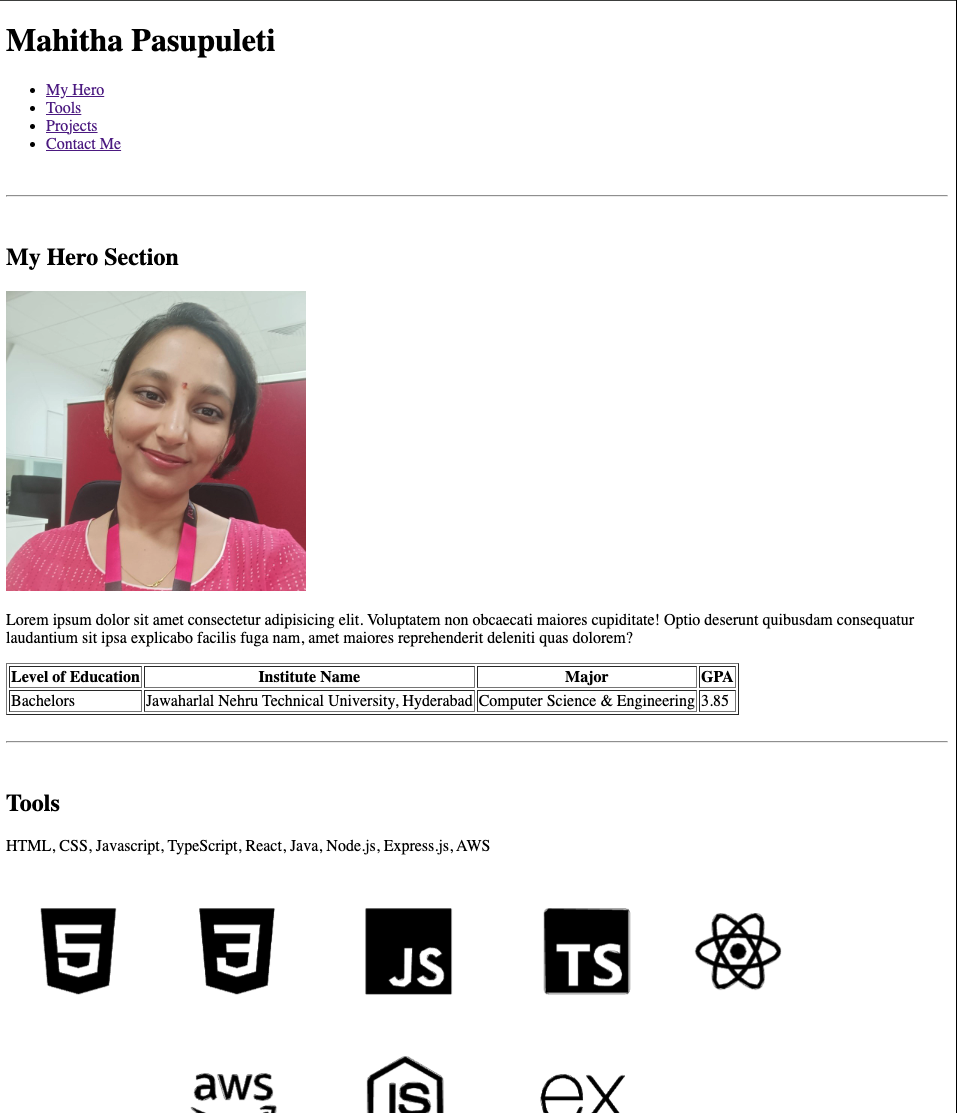 Mahitha Pasupuleti
My Hero
Tools
Projects
Contact Me
My Hero Section
Lorem ipsum dolor sit amet consectetur adipisicing elit. Voluptatem non obcaecati maiores cupiditate! Optio deserunt quibusdam consequatur
laudantium sit ipsa explicabo facilis fuga nam, amet maiores reprehenderit deleniti quas dolorem?
Level of Education Institute Name Major GPA
Bachelors Jawaharlal Nehru Technical University, Hyderabad Computer Science & Engineering 3.85
Tools
HTML, CSS, Javascript, TypeScript, React, Java, Node.js, Express.js, AWS
5 3 JS TS
aws JS ex